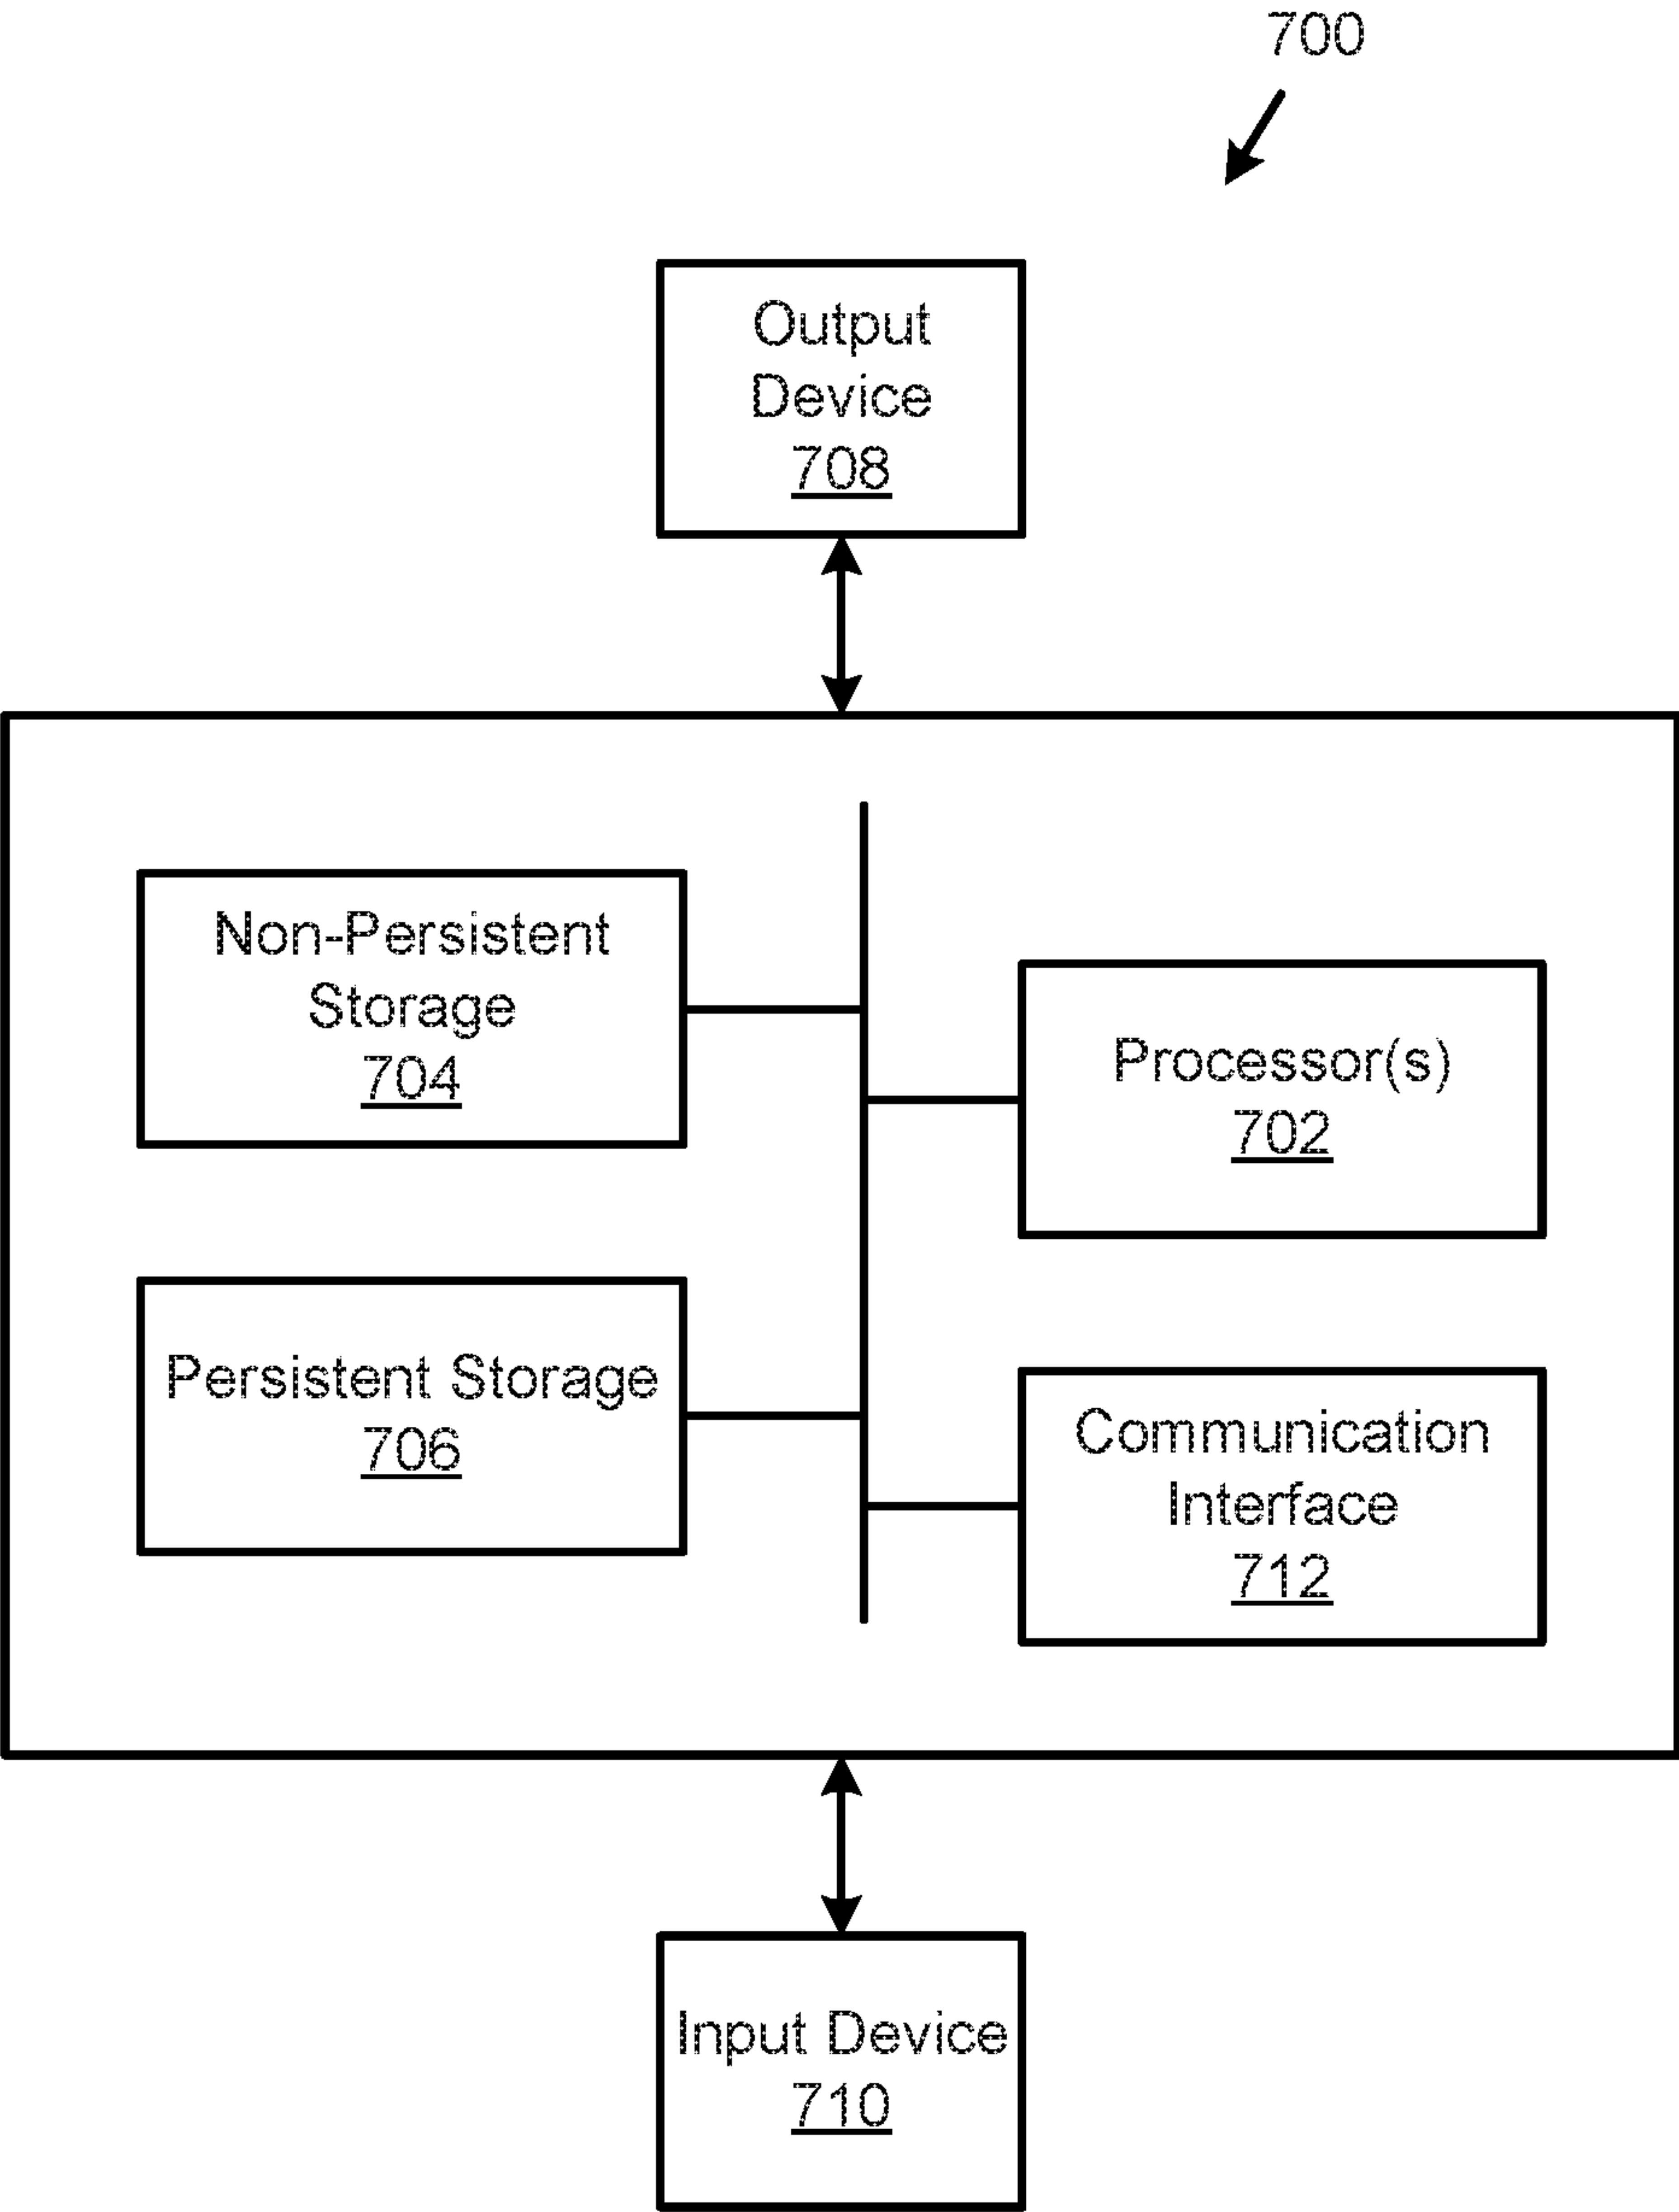 700
Output
Device
708
Non-Persistent
Storage
704
Processor(s)
702
Persistent Storage
706
Communication
Interface
712
Input Device
710